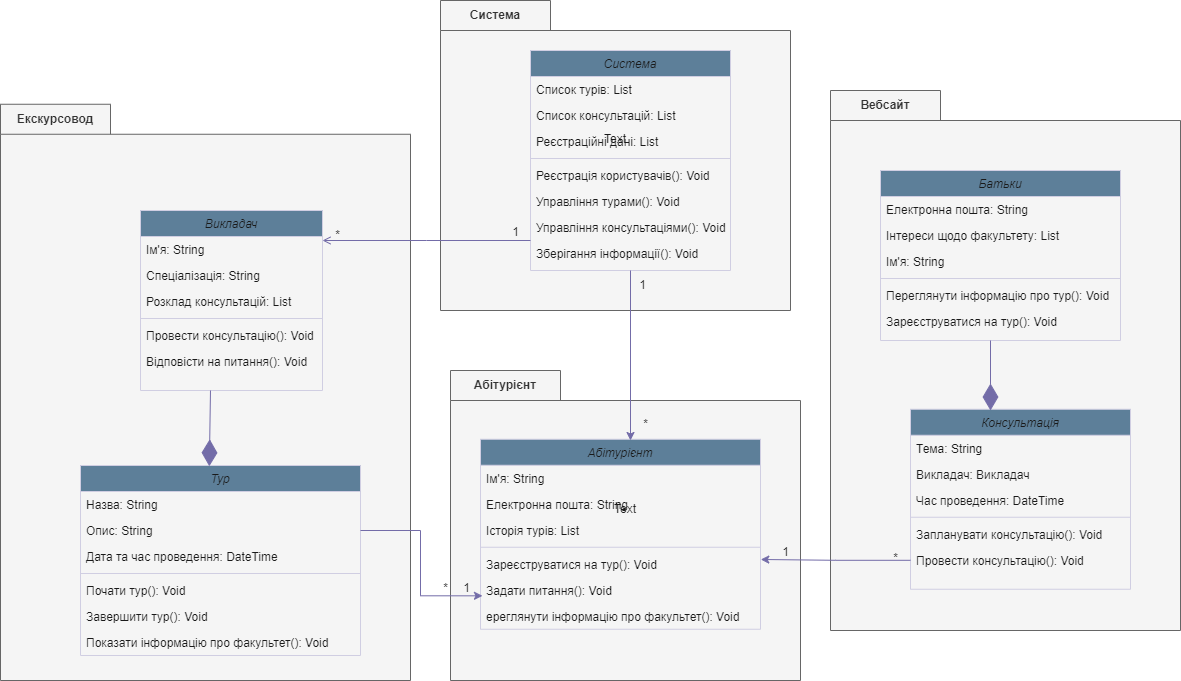 Система
Система
Список турів: List
Список консультацій: List
Реєстраційні дані: List
Text
Реєстрація користувачів(): Void
Управління турами(): Void
Управління консультаціями(): Void
Зберігання інформації(): Void
Екскурсовод
Викладач
Ім'я: String
Спеціалізація: String
Розклад консультацій: List
Провести консультацію(): Void
Відповісти на питання(): Void
* 1
1
*
Тур
Назва: String
Опис: String
Дата та час проведення: DateTime
Почати тур(): Void
Завершити тур(): Void
Показати інформацію про факультет(): Void
* 1
Абітурієнт
Абітурієнт
Ім'я: String
Електронна пошта: String
Text
Історія турів: List
Зареєструватися на тур(): Void
Задати питання(): Void
ереглянути інформацію про факультет(): Void
1 *
Вебсайт
Батьки
Електронна пошта: String
Інтереси щодо факультету: List
Ім'я: String
Переглянути інформацію про тур(): Void
Зареєструватися на тур(): Void
Консультація
Тема: String
Викладач: Викладач
Час проведення: DateTime
Запланувати консультацію(): Void
Провести консультацію(): Void